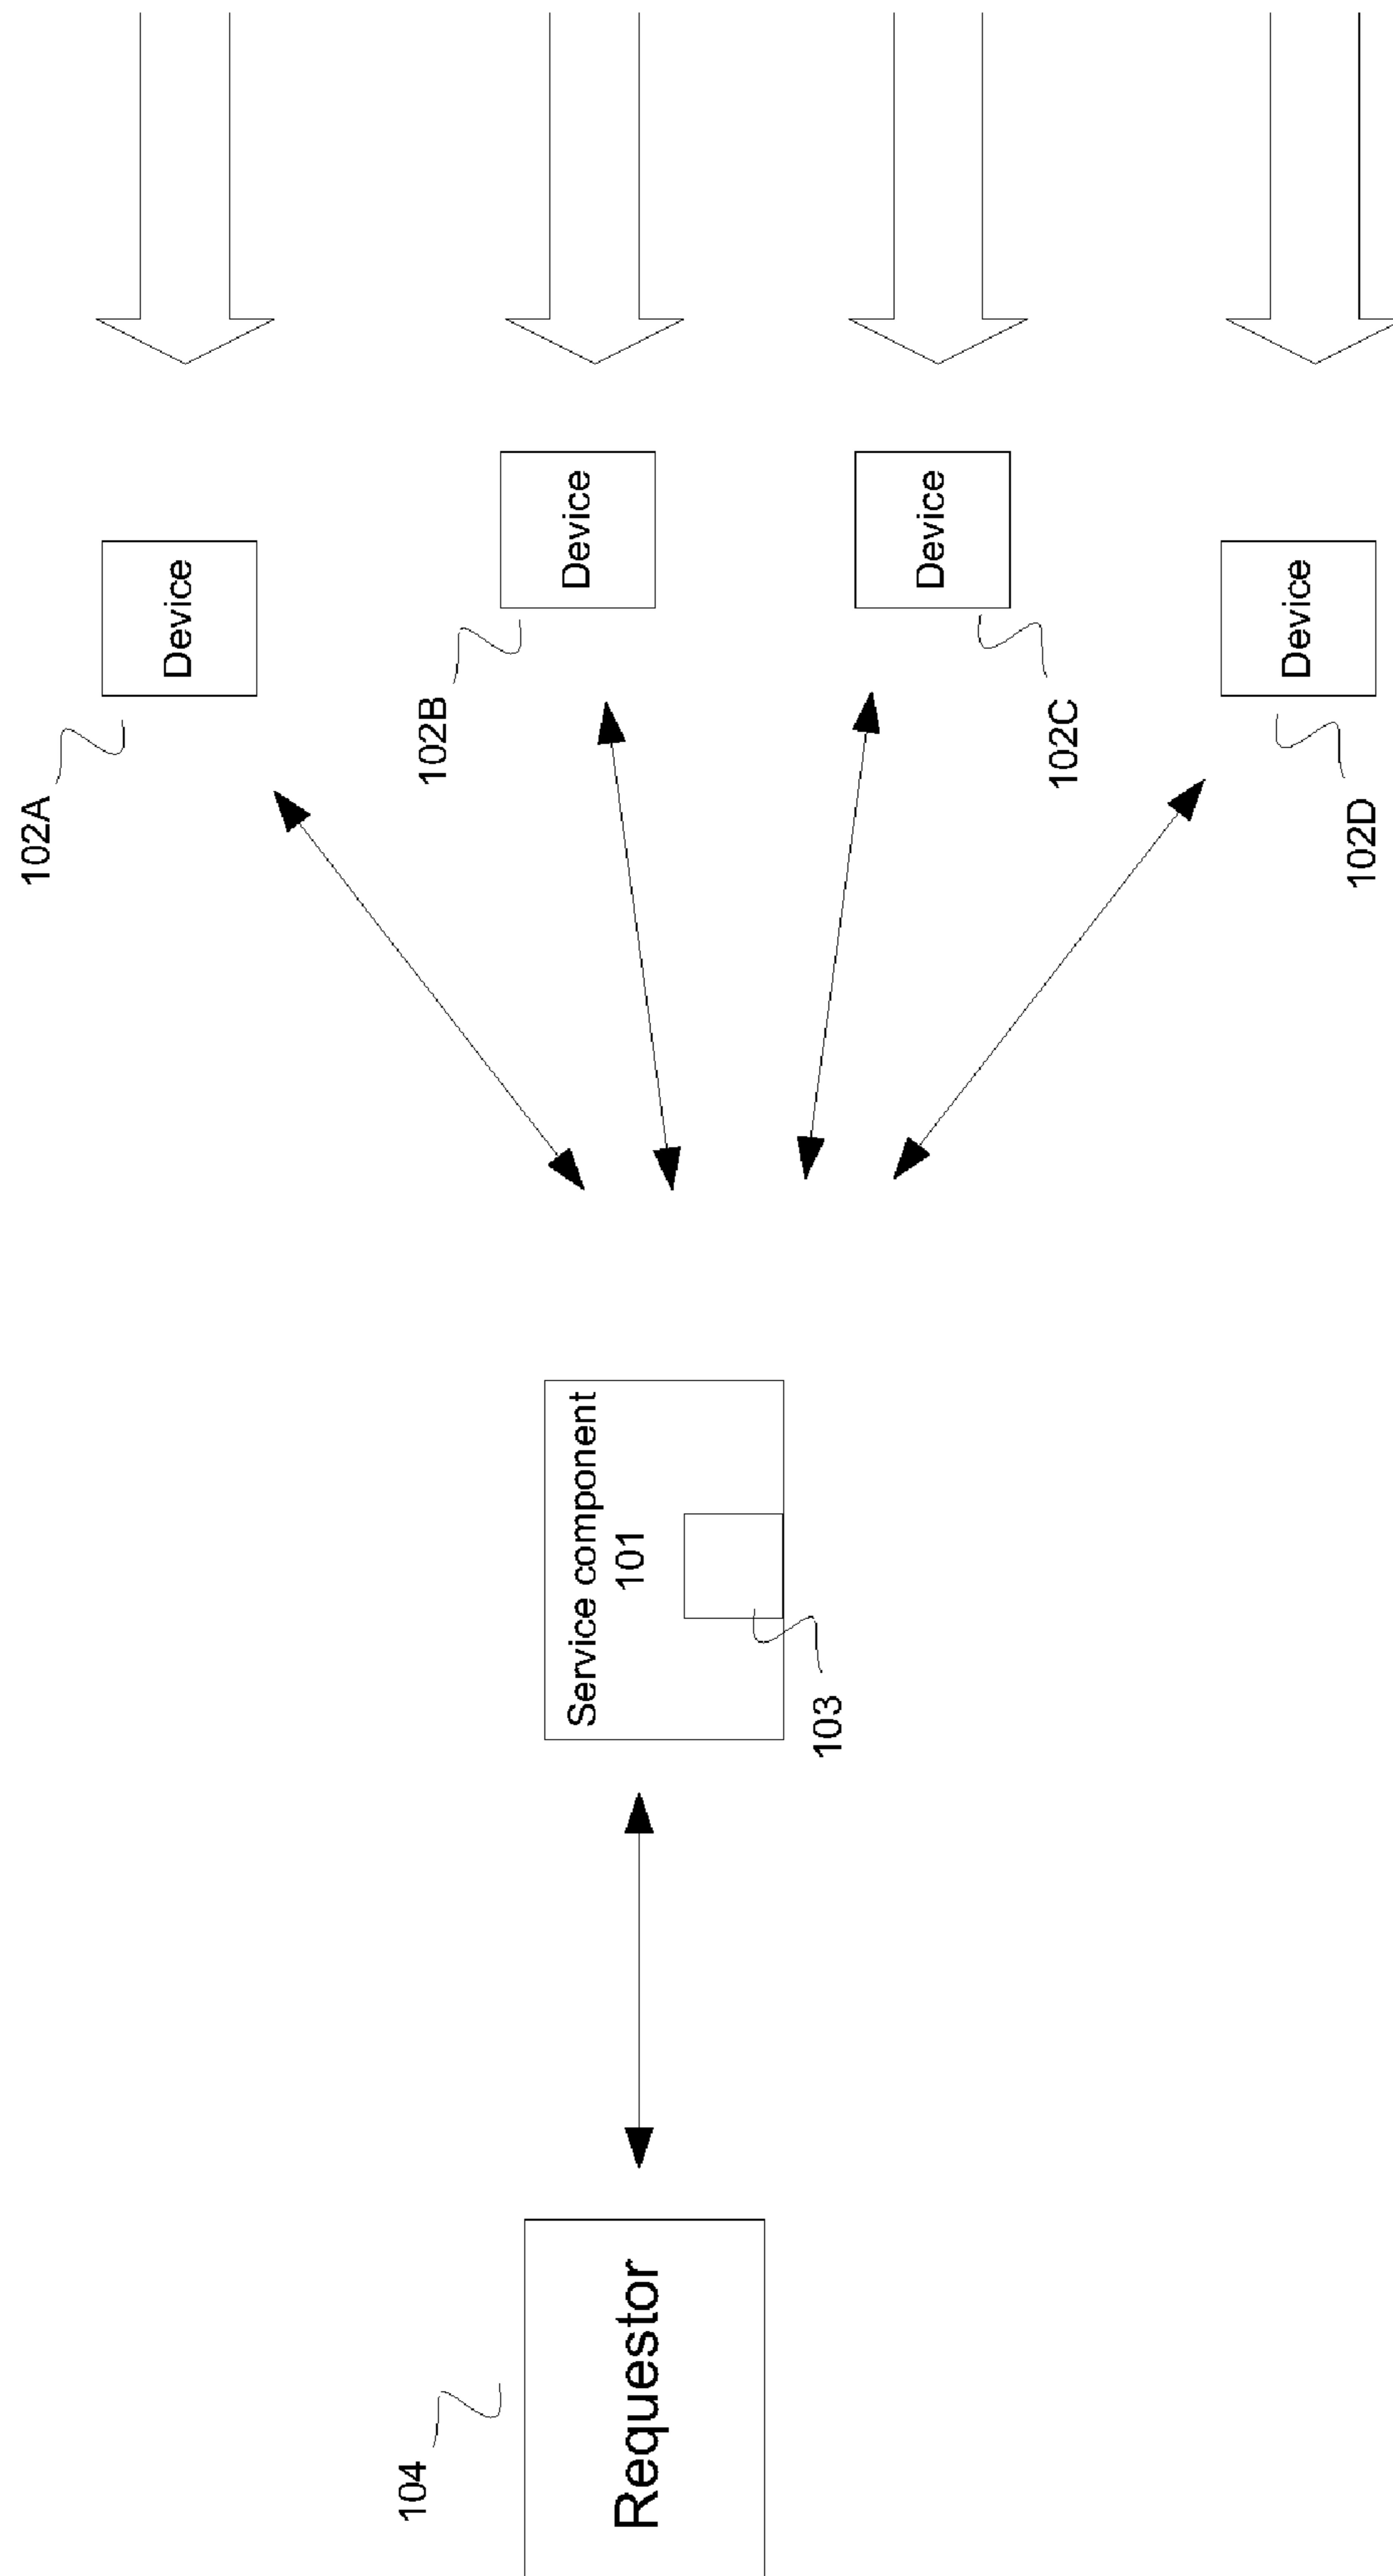 102A
Device
102B
Device
102C
Device
102D
Device
Service component
101
103
104
Requestor